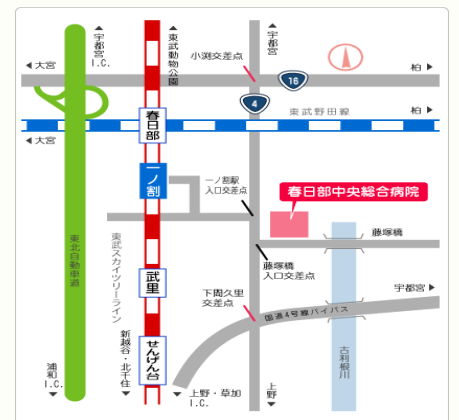 ▲宇都宮I.C.
▲東武動物公園
▲宇都宮
小渕交差点
◀大宮
柏▶
16
4
東武野田線
柏▶
◀大宮
春日部
一ノ割
一ノ割駅
入口交差点
春日部中央総合病院
藤塚橋
藤塚橋
入口交差点
東北自動車道
東武スカイツリーライン
武里
下間久里
交差点
宇都宮▶
国道4号線バイパス
古利根川
せんげん台
新越谷・北千住▼
浦和I.C.▼
▼上野・草加I.C.
上野▼